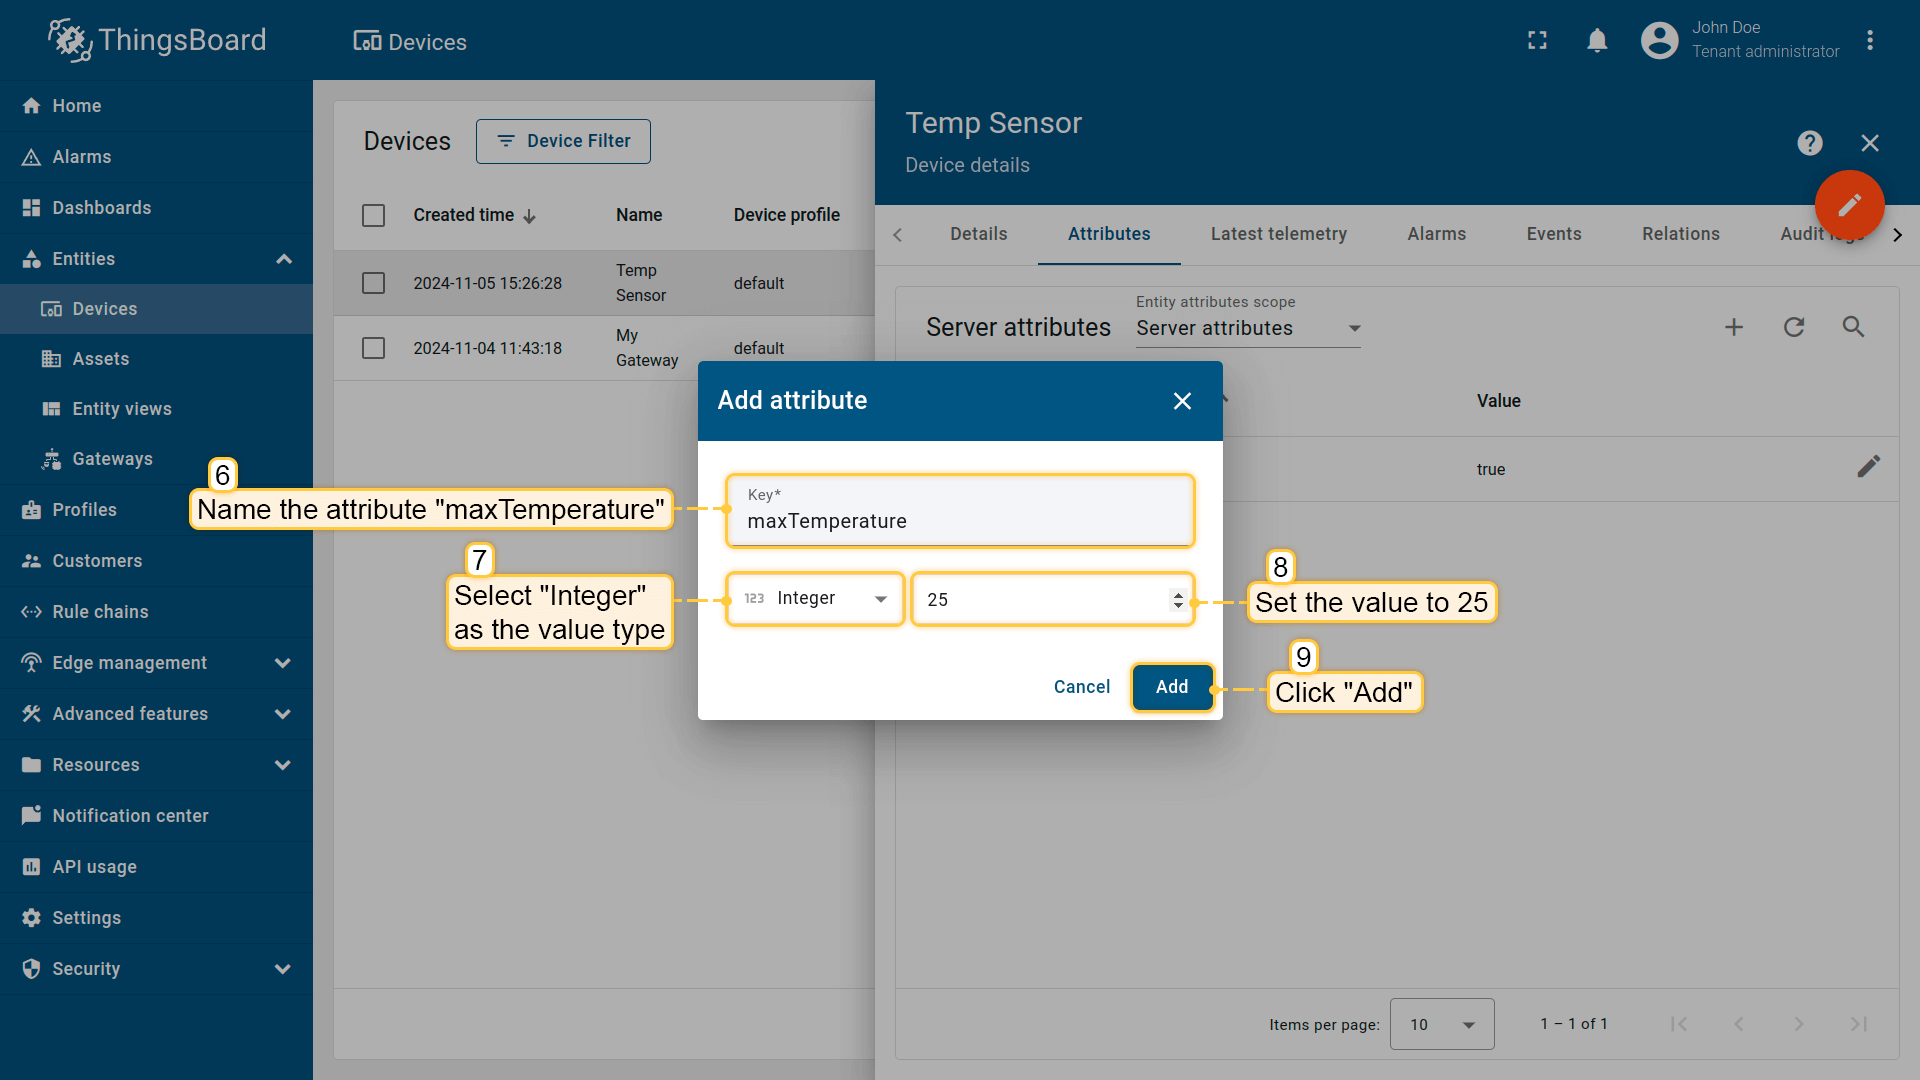 ThingsBoard
Devices
John Doe
Tenant administrator
Home
Alarms
Dashboards
Entities
Devices
Assets
Entity views
Gateways
Profiles
Customers
Rule chains
Edge management
Advanced features
Resources
Notification center
API usage
Settings
Security
Devices
Device Filter
Created time
Name
Device profile
2024-11-05 15:26:28
Temp
Sensor
default
2024-11-04 11:43:18
My
Gateway
default
Temp Sensor
Device details
Details
Attributes
Latest telemetry
Alarms
Events
Relations
Audit logs
Server attributes
Entity attributes scope
Server attributes
Value
true
Add attribute
6
Name the attribute "maxTemperature"
Key*
maxTemperature
7
Select "Integer"
as the value type
123
Integer
25
8
Set the value to 25
Cancel
Add
9
Click "Add"
Items per page:
10
1 – 1 of 1